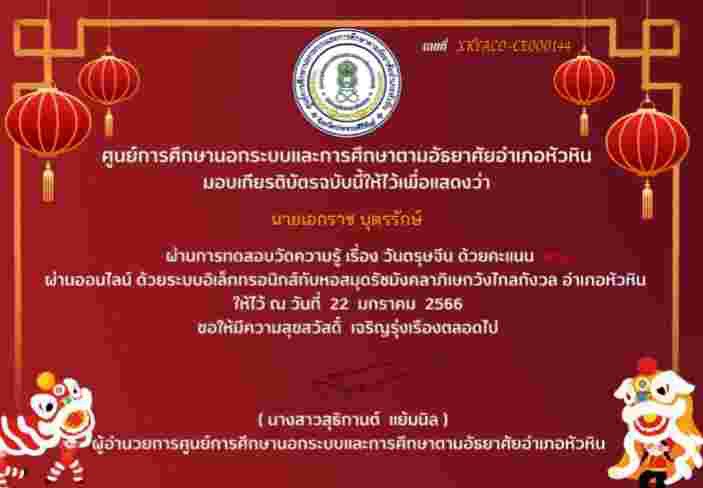 เลขที่ XKYACO-CE000144
ศูนย์การศึกษานอกระบบและการศึกษาตามอัธยาศัยอำเภอหัวหิน
มอบเกียรติบัตรฉบับนี้ให้ไว้เพื่อแสดงว่า
นายเอกราช บุตรรักษ์
ผ่านการทดสอบวัดความรู้ เรื่อง วันตรุษจีน ด้วยคะแนน
ผ่านออนไลน์ ด้วยระบบอิเล็กทรอนิกส์กับหอสมุดรัชมังคลาภิเษกวังไกลกังวล อำเภอหัวหิน
ให้ไว้ ณ วันที่ 22 มกราคม 2566
ขอให้มีความสุขสวัสดิ์ เจริญรุ่งเรืองตลอดไป
( นางสาวสุธิกานต์ แย้มนิล )
ผู้อำนวยการศูนย์การศึกษานอกระบบและการศึกษาตามอัธยาศัยอำเภอหัวหิน